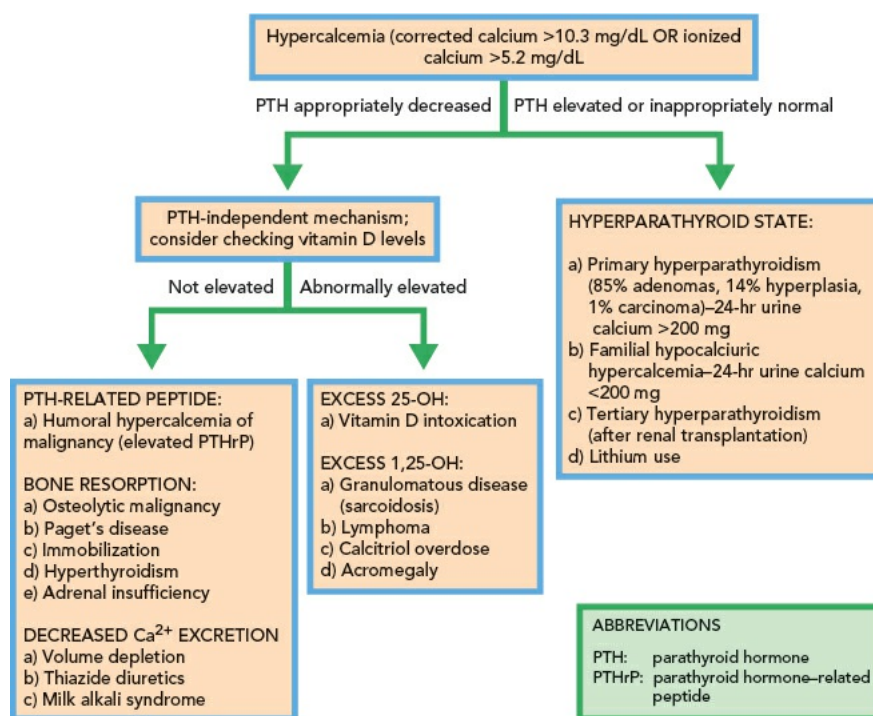 Hypercalcemia (corrected calcium >10.3 mg/dL OR ionized
calcium >5.2 mg/dL
PTH appropriately decreased
PTH elevated or inappropriately normal
PTH-independent mechanism;
consider checking vitamin D levels
HYPERPARATHYROID STATE:
a) Primary hyperparathyroidism
(85% adenomas, 14% hyperplasia,
1% carcinoma)–24-hr urine
calcium >200 mg
b) Familial hypocalciuric
hypercalcemia–24-hr urine calcium
<200 mg
c) Tertiary hyperparathyroidism
(after renal transplantation)
d) Lithium use
Not elevated
Abnormally elevated
PTH-RELATED PEPTIDE:
a) Humoral hypercalcemia of
malignancy (elevated PTHrP)
BONE RESORPTION:
a) Osteolytic malignancy
b) Paget's disease
c) Immobilization
d) Hyperthyroidism
e) Adrenal insufficiency
DECREASED Ca²⁺ EXCRETION
a) Volume depletion
b) Thiazide diuretics
c) Milk alkali syndrome
EXCESS 25-OH:
a) Vitamin D intoxication
EXCESS 1,25-OH:
a) Granulomatous disease
(sarcoidosis)
b) Lymphoma
c) Calcitriol overdose
d) Acromegaly
ABBREVIATIONS
PTH: parathyroid hormone
PTHrP: parathyroid hormone–related
peptide